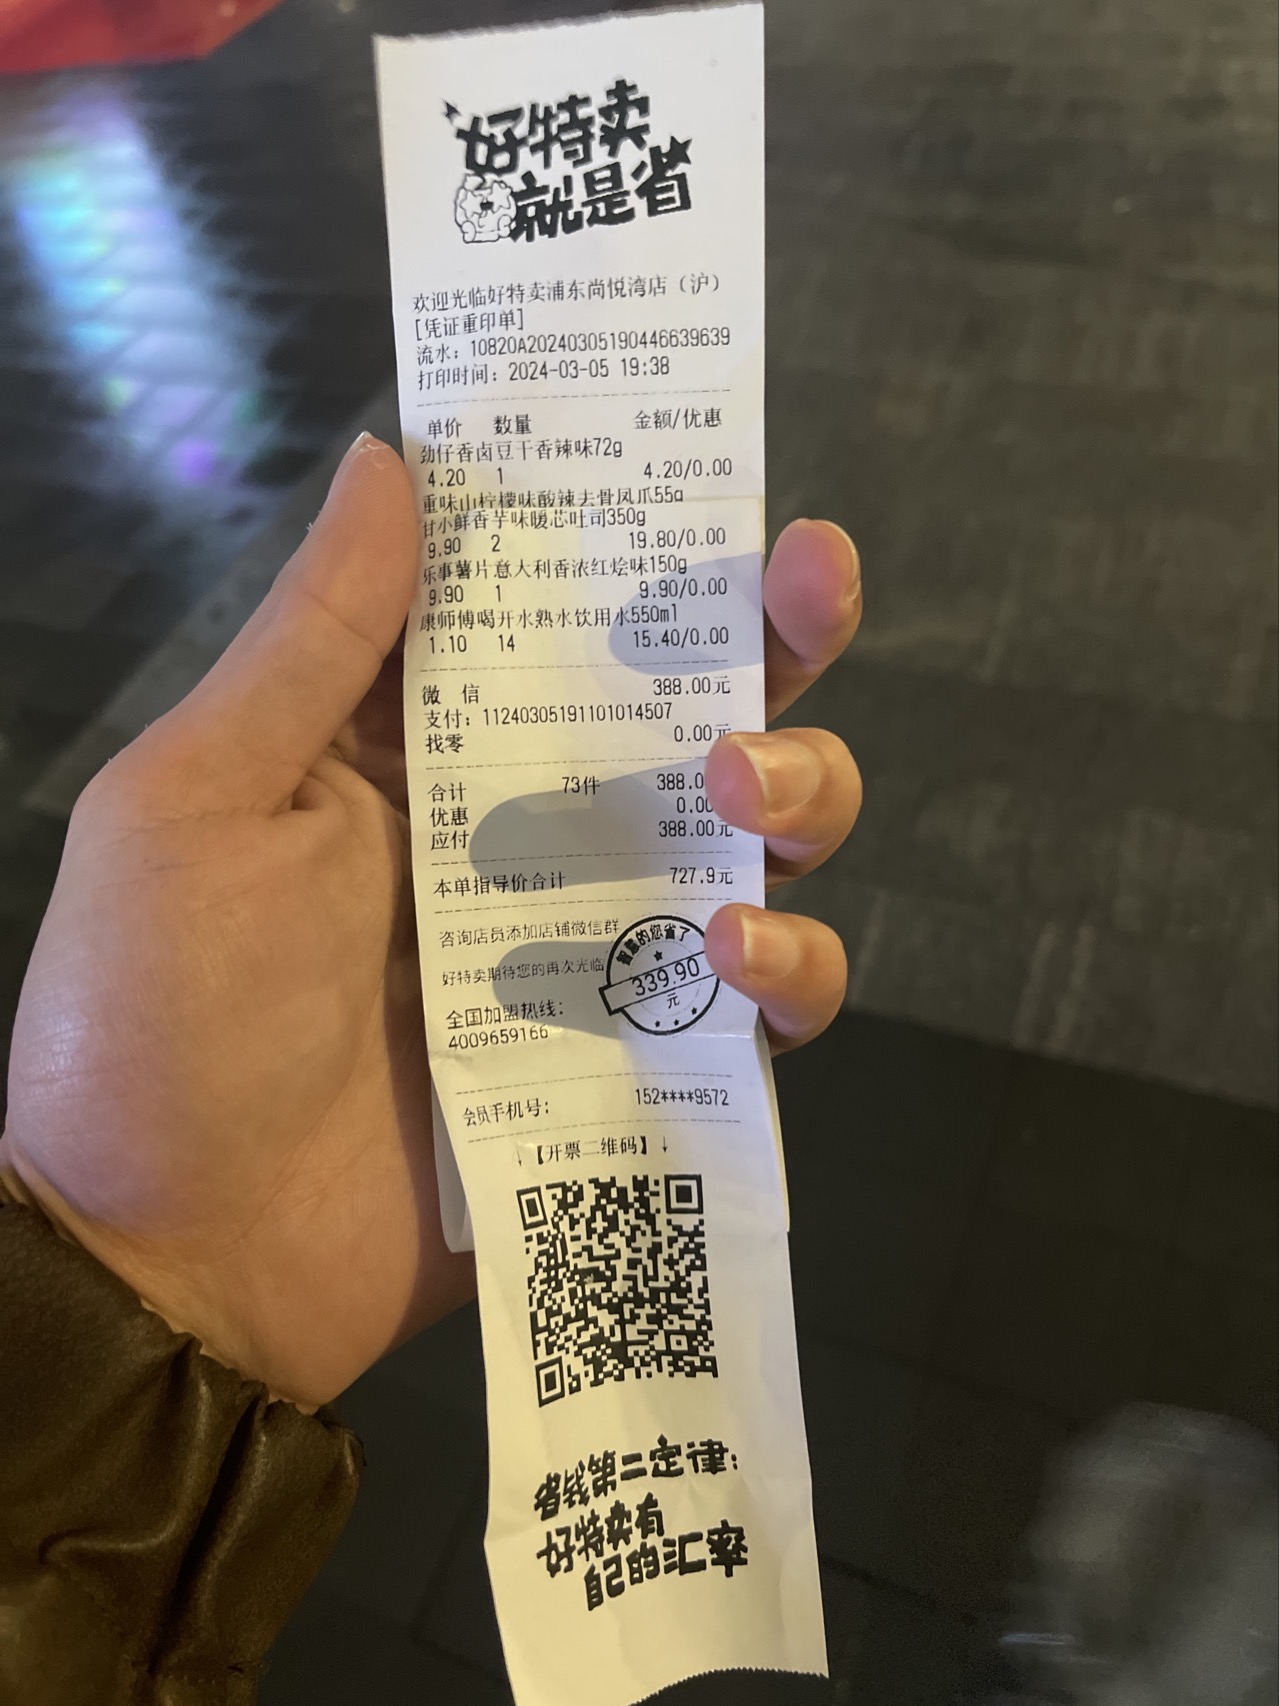 好特卖
就是省
欢迎光临好特卖浦东尚悦湾店（沪）
[凭证重印单]
流水：10820A20240305190446639639
打印时间：2024-03-05 19:38
单价 数量 金额/优惠
劲仔香卤豆干香辣味72g
4.20 1 4.20/0.00
重味山柠檬味酸辣去骨凤爪55g
甘小鲜香芋味暖芯吐司350g
9.90 2 19.80/0.00
乐事薯片意大利香浓红烩味150g
9.90 1 9.90/0.00
康师傅喝开水熟水饮用水550ml
1.10 14 15.40/0.00
微 信 388.00元
支付：11240305191101014507
找零 0.00元
合计 73件 388.0
优惠 0.00
应付 388.00元
本单指导价合计 727.9元
咨询店员添加店铺微信群
好特卖期待您的再次光临
智慧的您省了
339.90
元
全国加盟热线：
4009659166
会员手机号： 152****9572
↓【开票二维码】↓
省钱第二定律：
好特卖有
自己的汇率